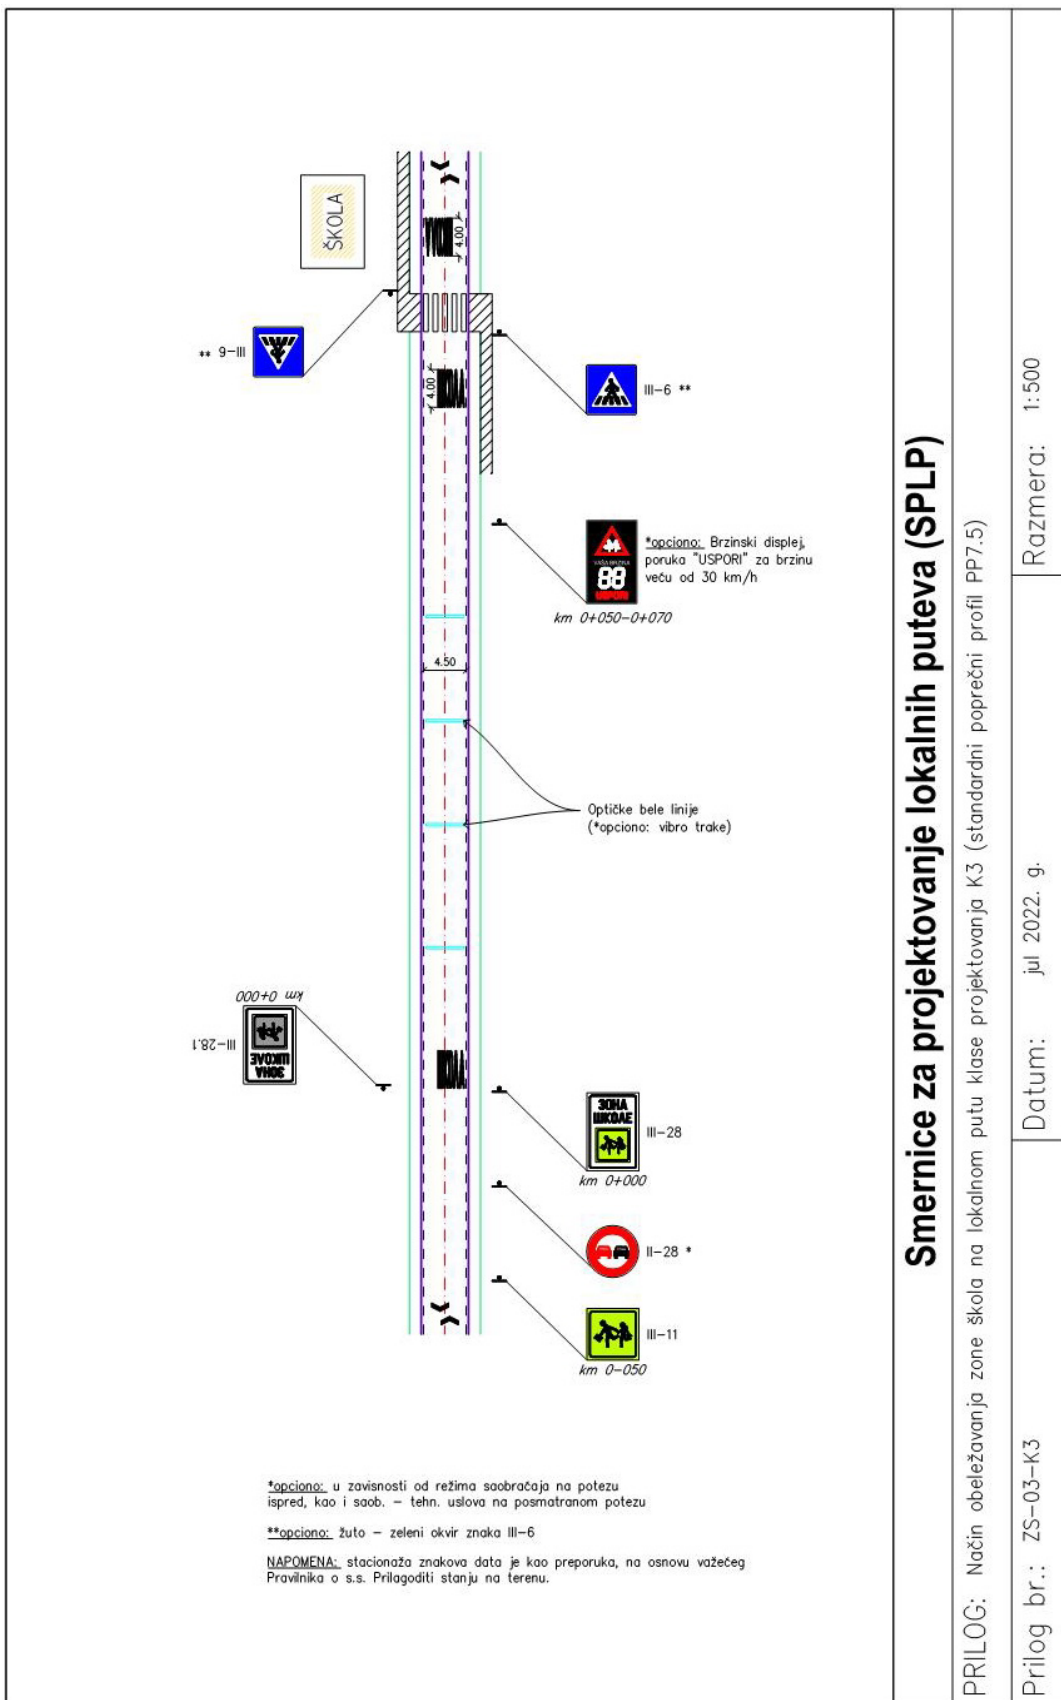 ŠKOLA
4.00
III-6 **
4.00
III-6 **
*opciono: Brzinski displej,
poruka "USPORI" za brzinu
veću od 30 km/h
VAŠA BRZINA
88
USPORI
km 0+050-0+070
4.50
Optičke bele linije
(*opciono: vibro trake)
km 0+000
III-28.1
ЗОНА
ШКОЛЕ
ЗОНА
ШКОЛЕ
III-28
km 0+000
II-28 *
III-11
km 0-050
*opciono: u zavisnosti od režima saobraćaja na potezu
ispred, kao i saob. - tehn. uslova na posmatranom potezu
**opciono: žuto - zeleni okvir znaka III-6
NAPOMENA: stacionaža znakova data je kao preporuka, na osnovu važećeg
Pravilnika o s.s. Prilagoditi stanju na terenu.
Smernice za projektovanje lokalnih puteva (SPLP)
PRILOG: Način obeležavanja zone škola na lokalnom putu klase projektovanja K3 (standardni poprečni profil PP7.5)
Prilog br.: ZS-03-K3
Datum: jul 2022. g.
Razmera: 1:500